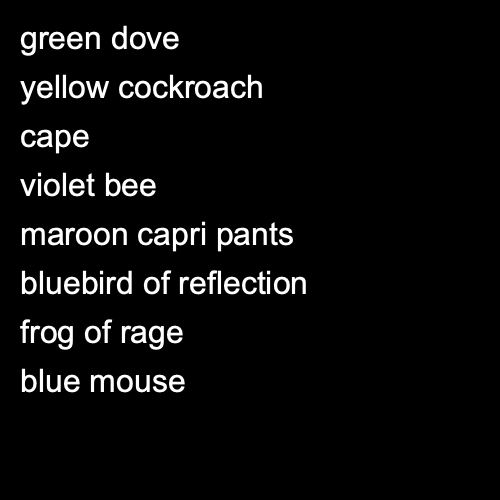 green dove
yellow cockroach
cape
violet bee
maroon capri pants
bluebird of reflection
frog of rage
blue mouse